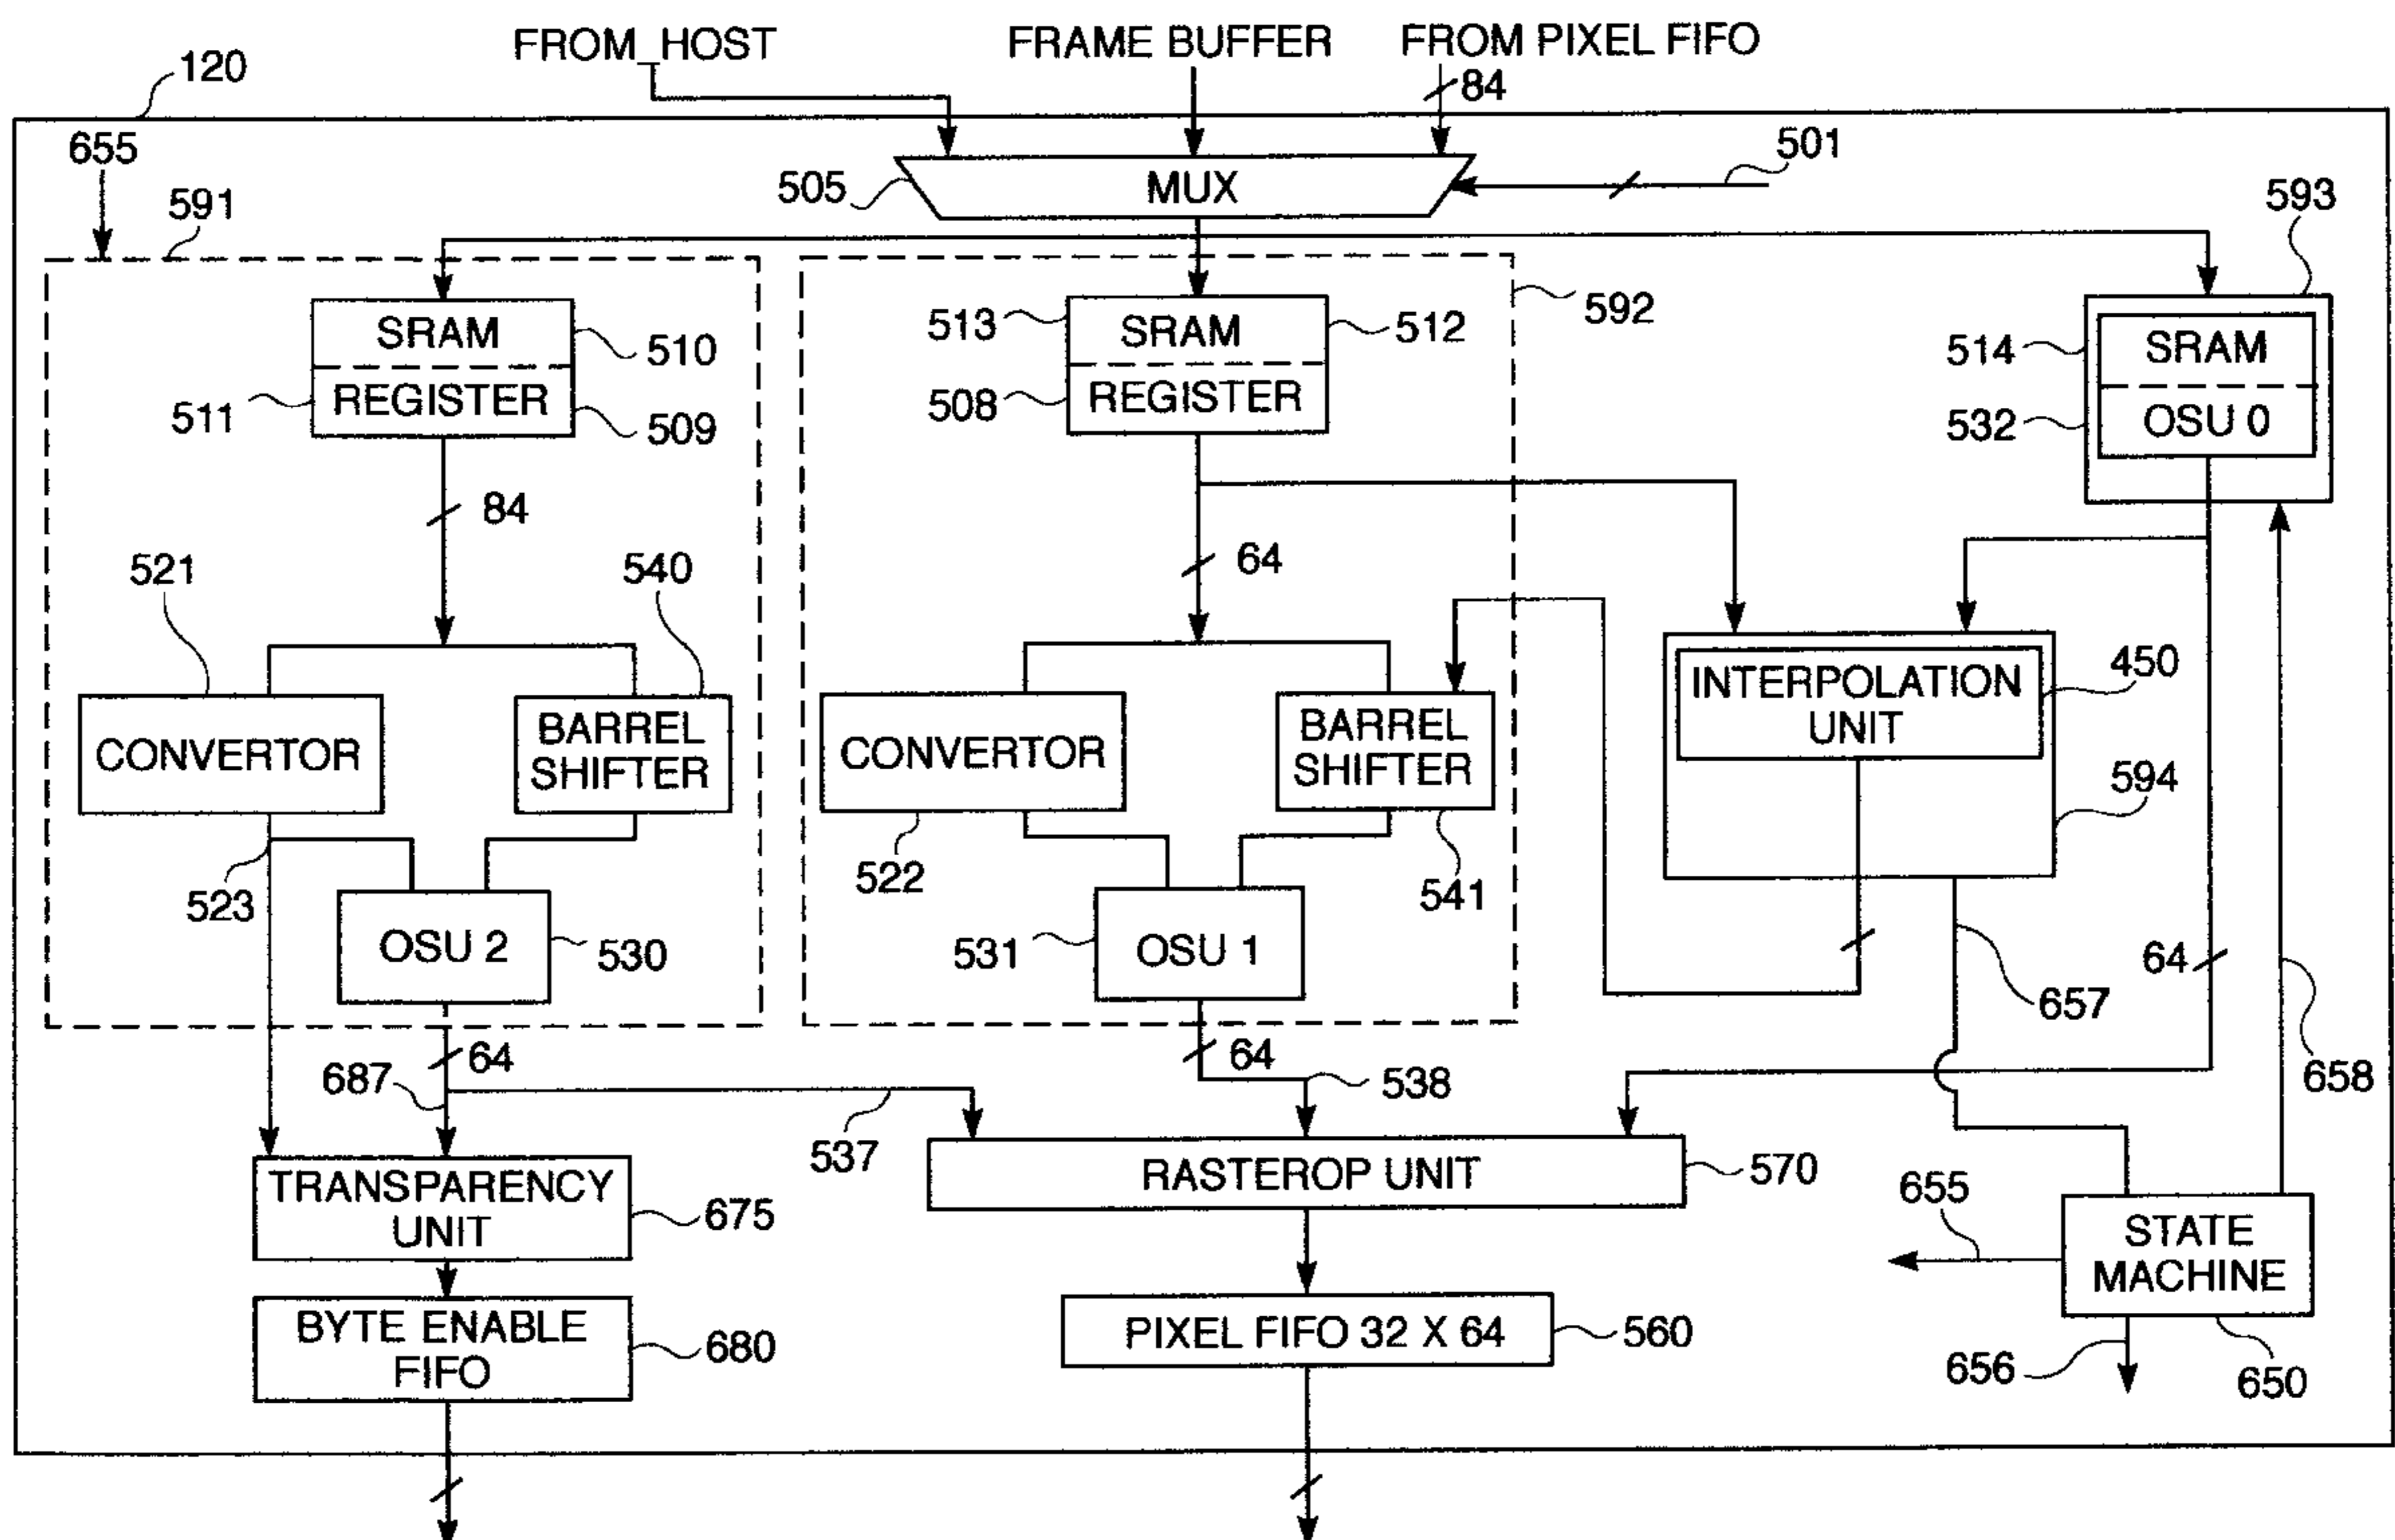 FROM_HOST
FRAME BUFFER
FROM PIXEL FIFO
120
84
655
591
505
MUX
501
593
513
SRAM
512
592
SRAM
510
514
SRAM
511
REGISTER
509
508
REGISTER
532
OSU 0
84
64
521
540
INTERPOLATION
UNIT
450
CONVERTOR
BARREL
SHIFTER
CONVERTOR
BARREL
SHIFTER
594
523
522
541
OSU 2
530
531
OSU 1
64
657
658
64
687
64
538
537
TRANSPARENCY
UNIT
675
RASTEROP UNIT
570
655
STATE
MACHINE
BYTE ENABLE
FIFO
680
PIXEL FIFO 32 X 64
560
656
650